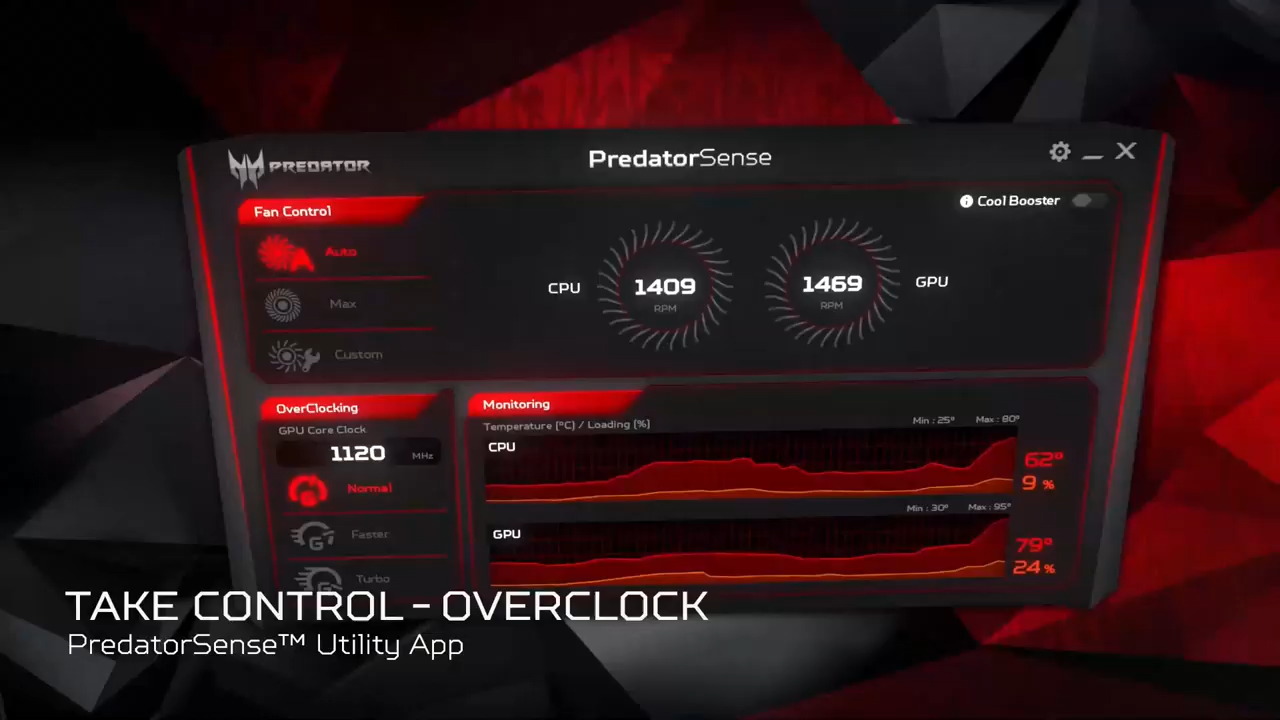 PREDATOR
PredatorSense
Fan Control
Cool Booster
Auto
Max
Custom
CPU
1409
RPM
1469
RPM
GPU
OverClocking
GPU Core Clock
1120 MHz
Normal
Faster
Turbo
Monitoring
Temperature [°C] / Loading [%]
Min : 25° Max : 80°
CPU
62°
9 %
Min : 30° Max : 95°
GPU
79°
24 %
TAKE CONTROL – OVERCLOCK
PredatorSense™ Utility App